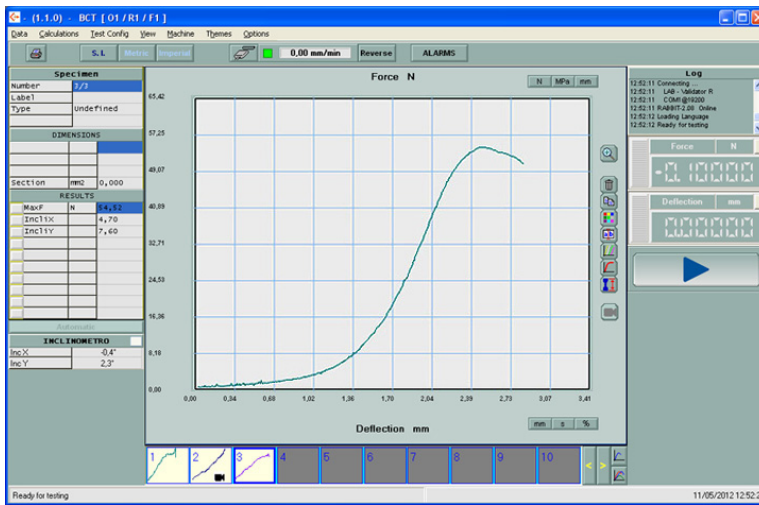 - (1.1.0) - BCT [ 01 / R1 / F1 ]
Data Calculations Test Config View Machine Themes Options
S.I. Metric Imperial 0,00 mm/min Reverse ALARMS
Specimen
Number 3/3
Label
Type Undefined
DIMENSIONS
Section mm2 0,000
RESULTS
MaxF N 54,52
IncliX 4,70
IncliY 7,60
Automatic
INCLINOMETRO
Inc X -0,4°
Inc Y 2,3°
Force N
N MPa mm
65,42
57,25
49,07
40,89
32,71
24,53
16,36
8,18
0,00
0,00 0,34 0,68 1,02 1,36 1,70 2,04 2,39 2,73 3,07 3,41
Deflection mm
mm s %
1 2 3 4 5 6 7 8 9 10
< >
Log
12:52:11 Connecting ...
12:52:11 LAB - Validator R
12:52:11 COM1@19200
12:52:11 RABBIT-2.00 Online
12:52:12 Loading Language
12:52:12 Ready for testing
Force N
-0.10000
Deflection mm
Ready for testing
11/05/2012 12:52:2